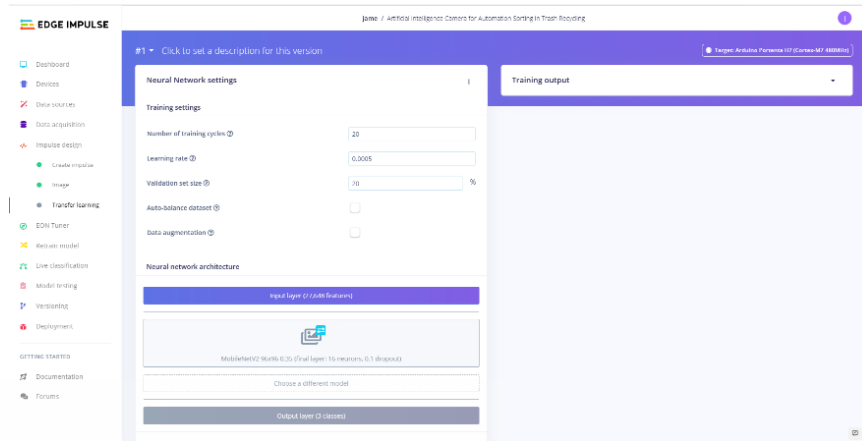 EDGE IMPULSE
Jame / Artificial Intelligence Camera for Automation Sorting in Trash Recycling
J
#1 Click to set a description for this version
Target: Arduino Portenta H7 (Cortex-M7 480MHz)
Dashboard
Devices
Data sources
Data acquisition
Impulse design
Create impulse
Image
Transfer learning
EON Tuner
Retrain model
Live classification
Model testing
Versioning
Deployment
GETTING STARTED
Documentation
Forums
Neural Network settings
Training settings
Number of training cycles ?
20
Learning rate ?
0.0005
Validation set size ?
20
%
Auto-balance dataset ?
Data augmentation ?
Neural network architecture
Input layer (27,648 features)
MobileNetV2 96x96 0.35 (final layer: 16 neurons, 0.1 dropout)
Choose a different model
Output layer (3 classes)
Training output